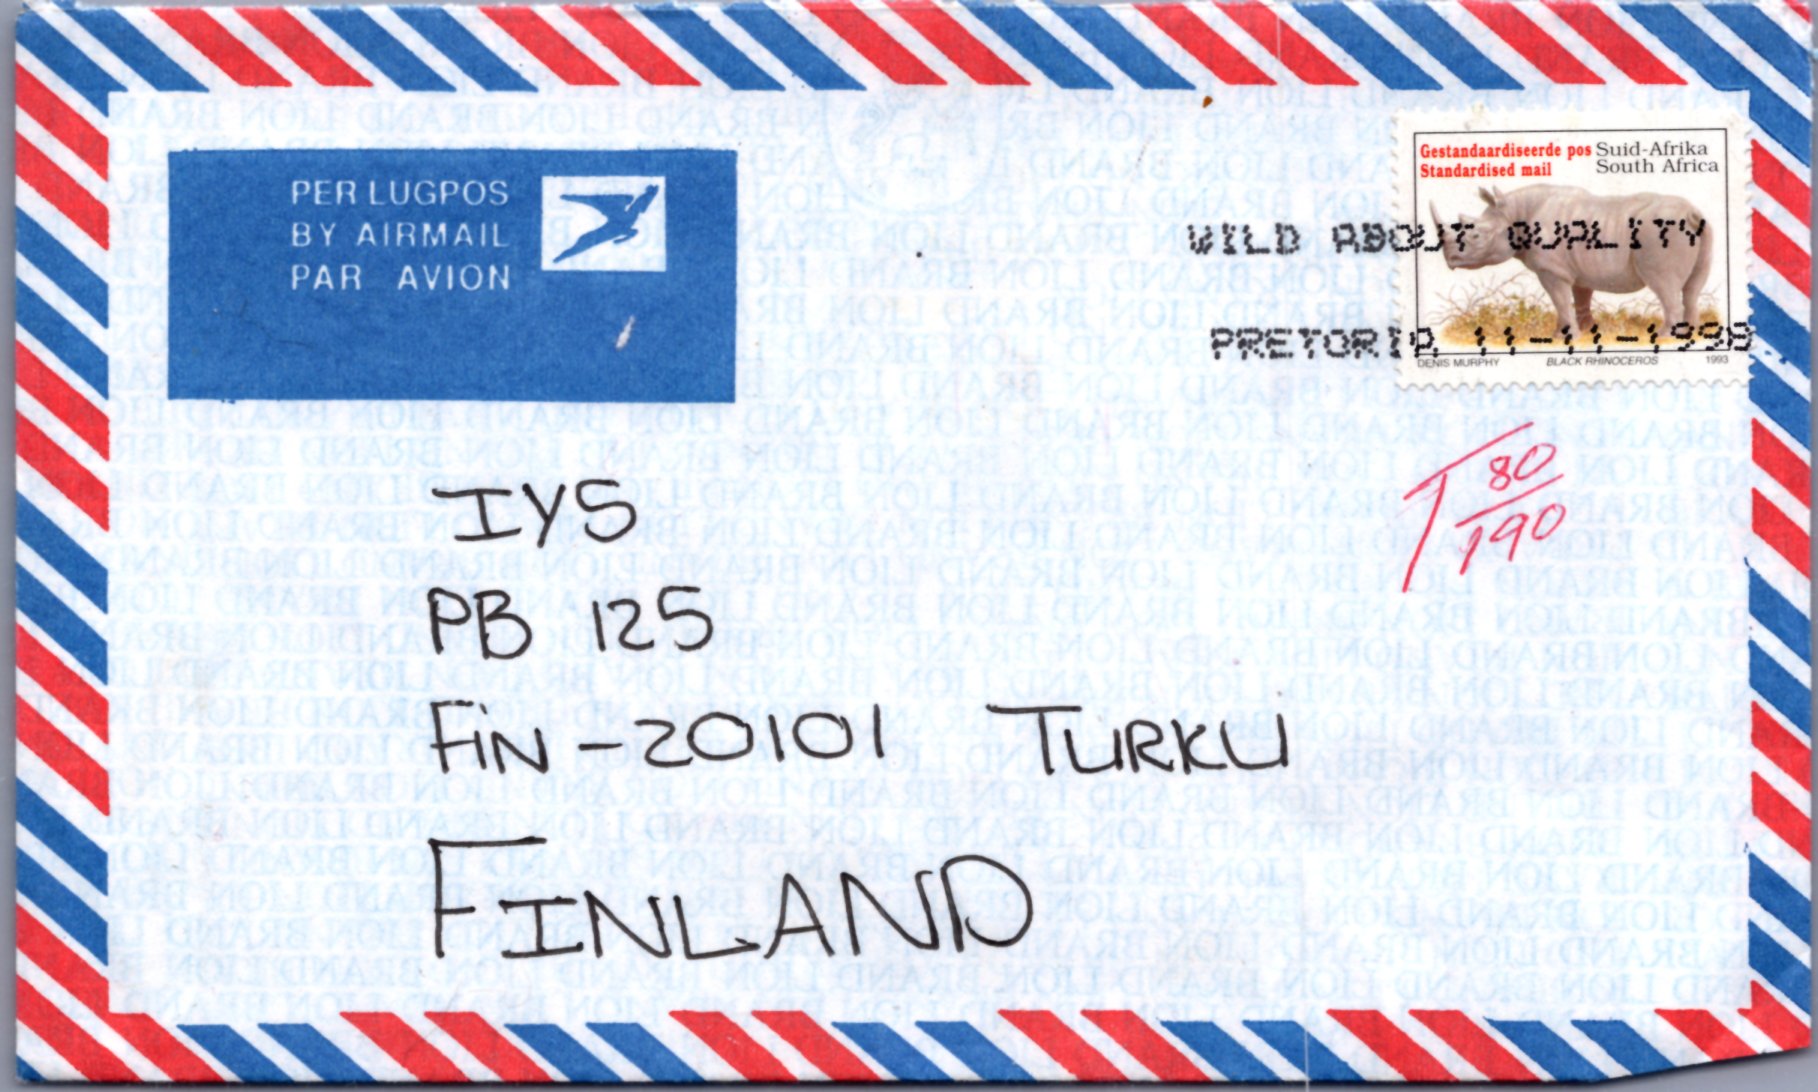 PER LUGPOS
BY AIRMAIL
PAR AVION
Gestandaardiseerde pos Suid-Afrika
Standardised mail South Africa
WILD ABOUT QUALITY
PRETORIA 11-11-1998
DENIS MURPHY BLACK RHINOCEROS 1993
T 80/190
IYS
PB 125
FiN-20101 TURKU
FINLAND